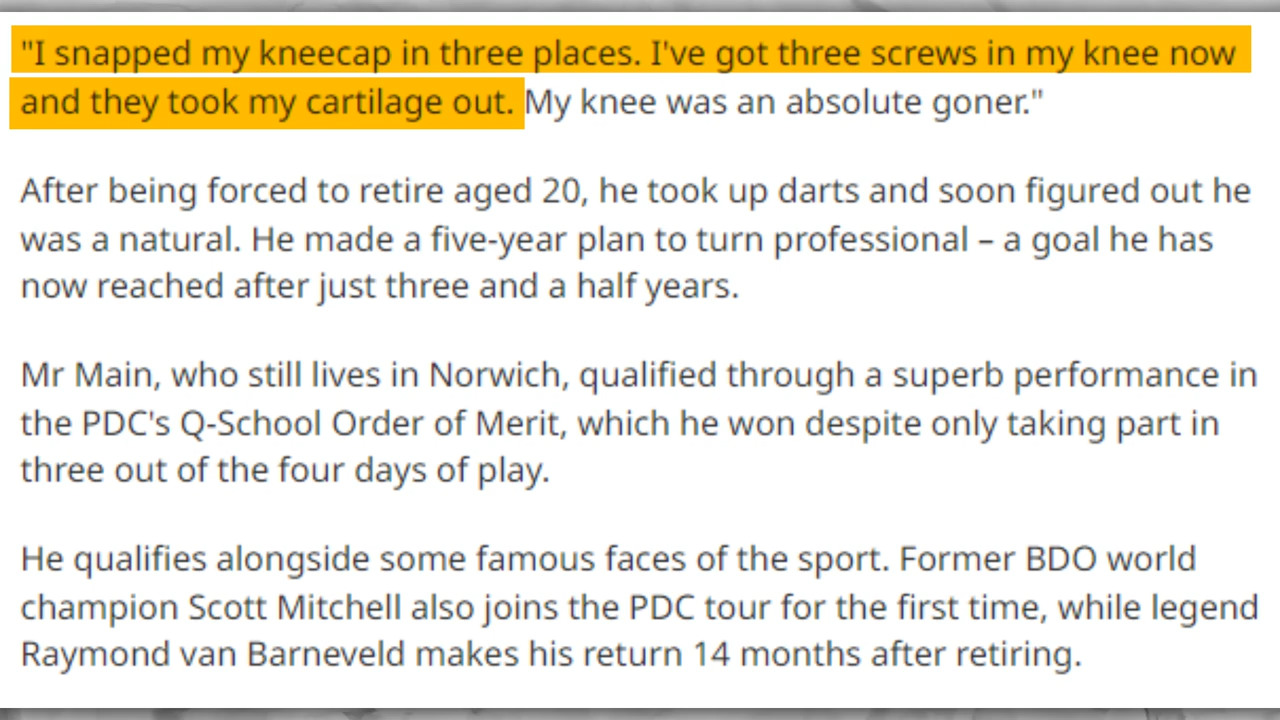 "I snapped my kneecap in three places. I've got three screws in my knee now
and they took my cartilage out. My knee was an absolute goner."
After being forced to retire aged 20, he took up darts and soon figured out he
was a natural. He made a five-year plan to turn professional – a goal he has
now reached after just three and a half years.
Mr Main, who still lives in Norwich, qualified through a superb performance in
the PDC's Q-School Order of Merit, which he won despite only taking part in
three out of the four days of play.
He qualifies alongside some famous faces of the sport. Former BDO world
champion Scott Mitchell also joins the PDC tour for the first time, while legend
Raymond van Barneveld makes his return 14 months after retiring.